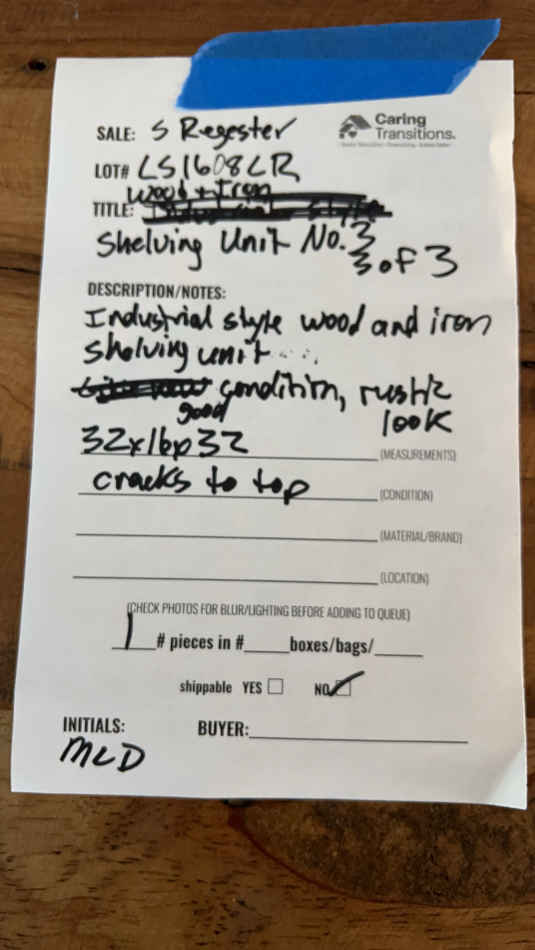 SALE: S Regester
Caring
Transitions.
LOT# LS1608LR
Wood + Iron
TITLE:
Shelving Unit No. 3
3 of 3
DESCRIPTION/NOTES:
Industrial style wood and iron
shelving unit
condition, rustic
good
look
32x16x32 (MEASUREMENTS)
cracks to top (CONDITION)
(MATERIAL/BRAND)
(LOCATION)
(CHECK PHOTOS FOR BLUR/LIGHTING BEFORE ADDING TO QUEUE)
1 # pieces in # boxes/bags/
shippable YES NO
INITIALS: BUYER:
MLD